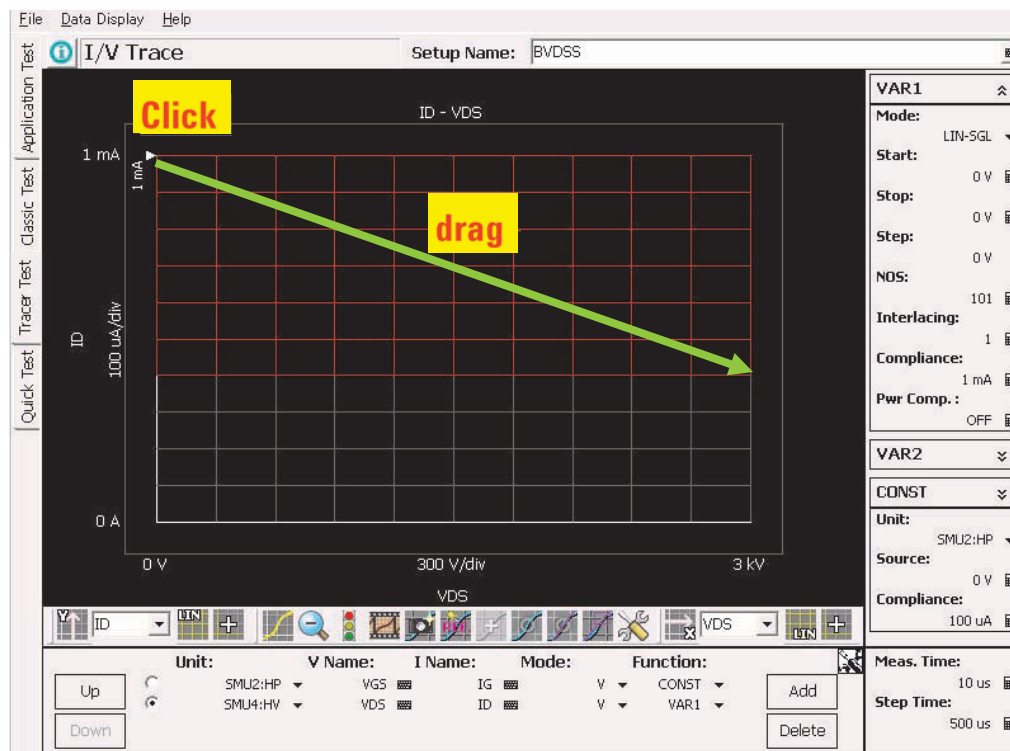 File Data Display Help
I/V Trace Setup Name: BVDSS
Application Test
Classic Test
Tracer Test
Quick Test
Click
drag
ID - VDS
1 mA
1 mA
ID
100 uA/div
0 A
0 V 300 V/div 3 kV
VDS
VAR1
Mode:
LIN-SGL
Start:
0 V
Stop:
0 V
Step:
0 V
NOS:
101
Interlacing:
1
Compliance:
1 mA
Pwr Comp. :
OFF
VAR2
CONST
Unit:
SMU2:HP
Source:
0 V
Compliance:
100 uA
Y ID LIN X VDS LIN
Unit: V Name: I Name: Mode: Function:
Up SMU2:HP VGS IG V CONST Add
SMU4:HV VDS ID V VAR1
Down Delete
Meas. Time:
10 us
Step Time:
500 us